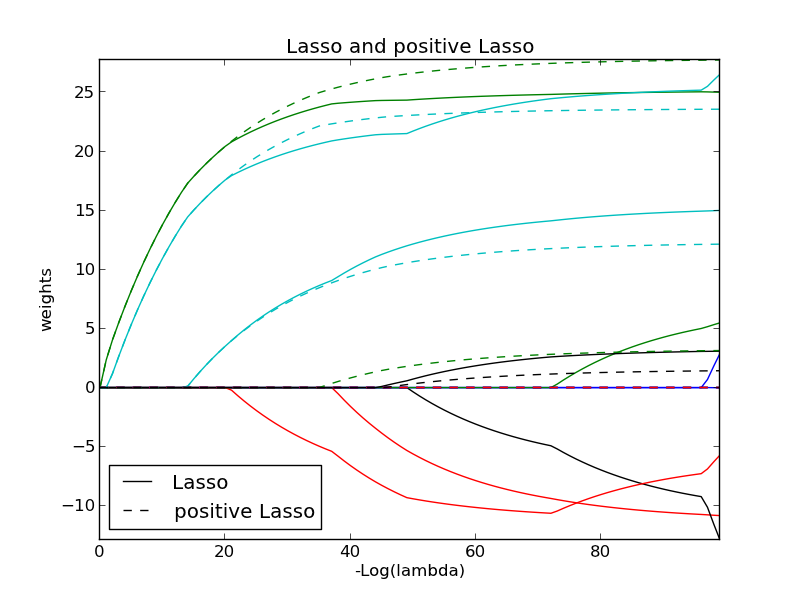 Lasso and positive Lasso
25
20
15
10
5
0
−5
−10
weights
Lasso
positive Lasso
0
20
40
60
80
-Log(lambda)